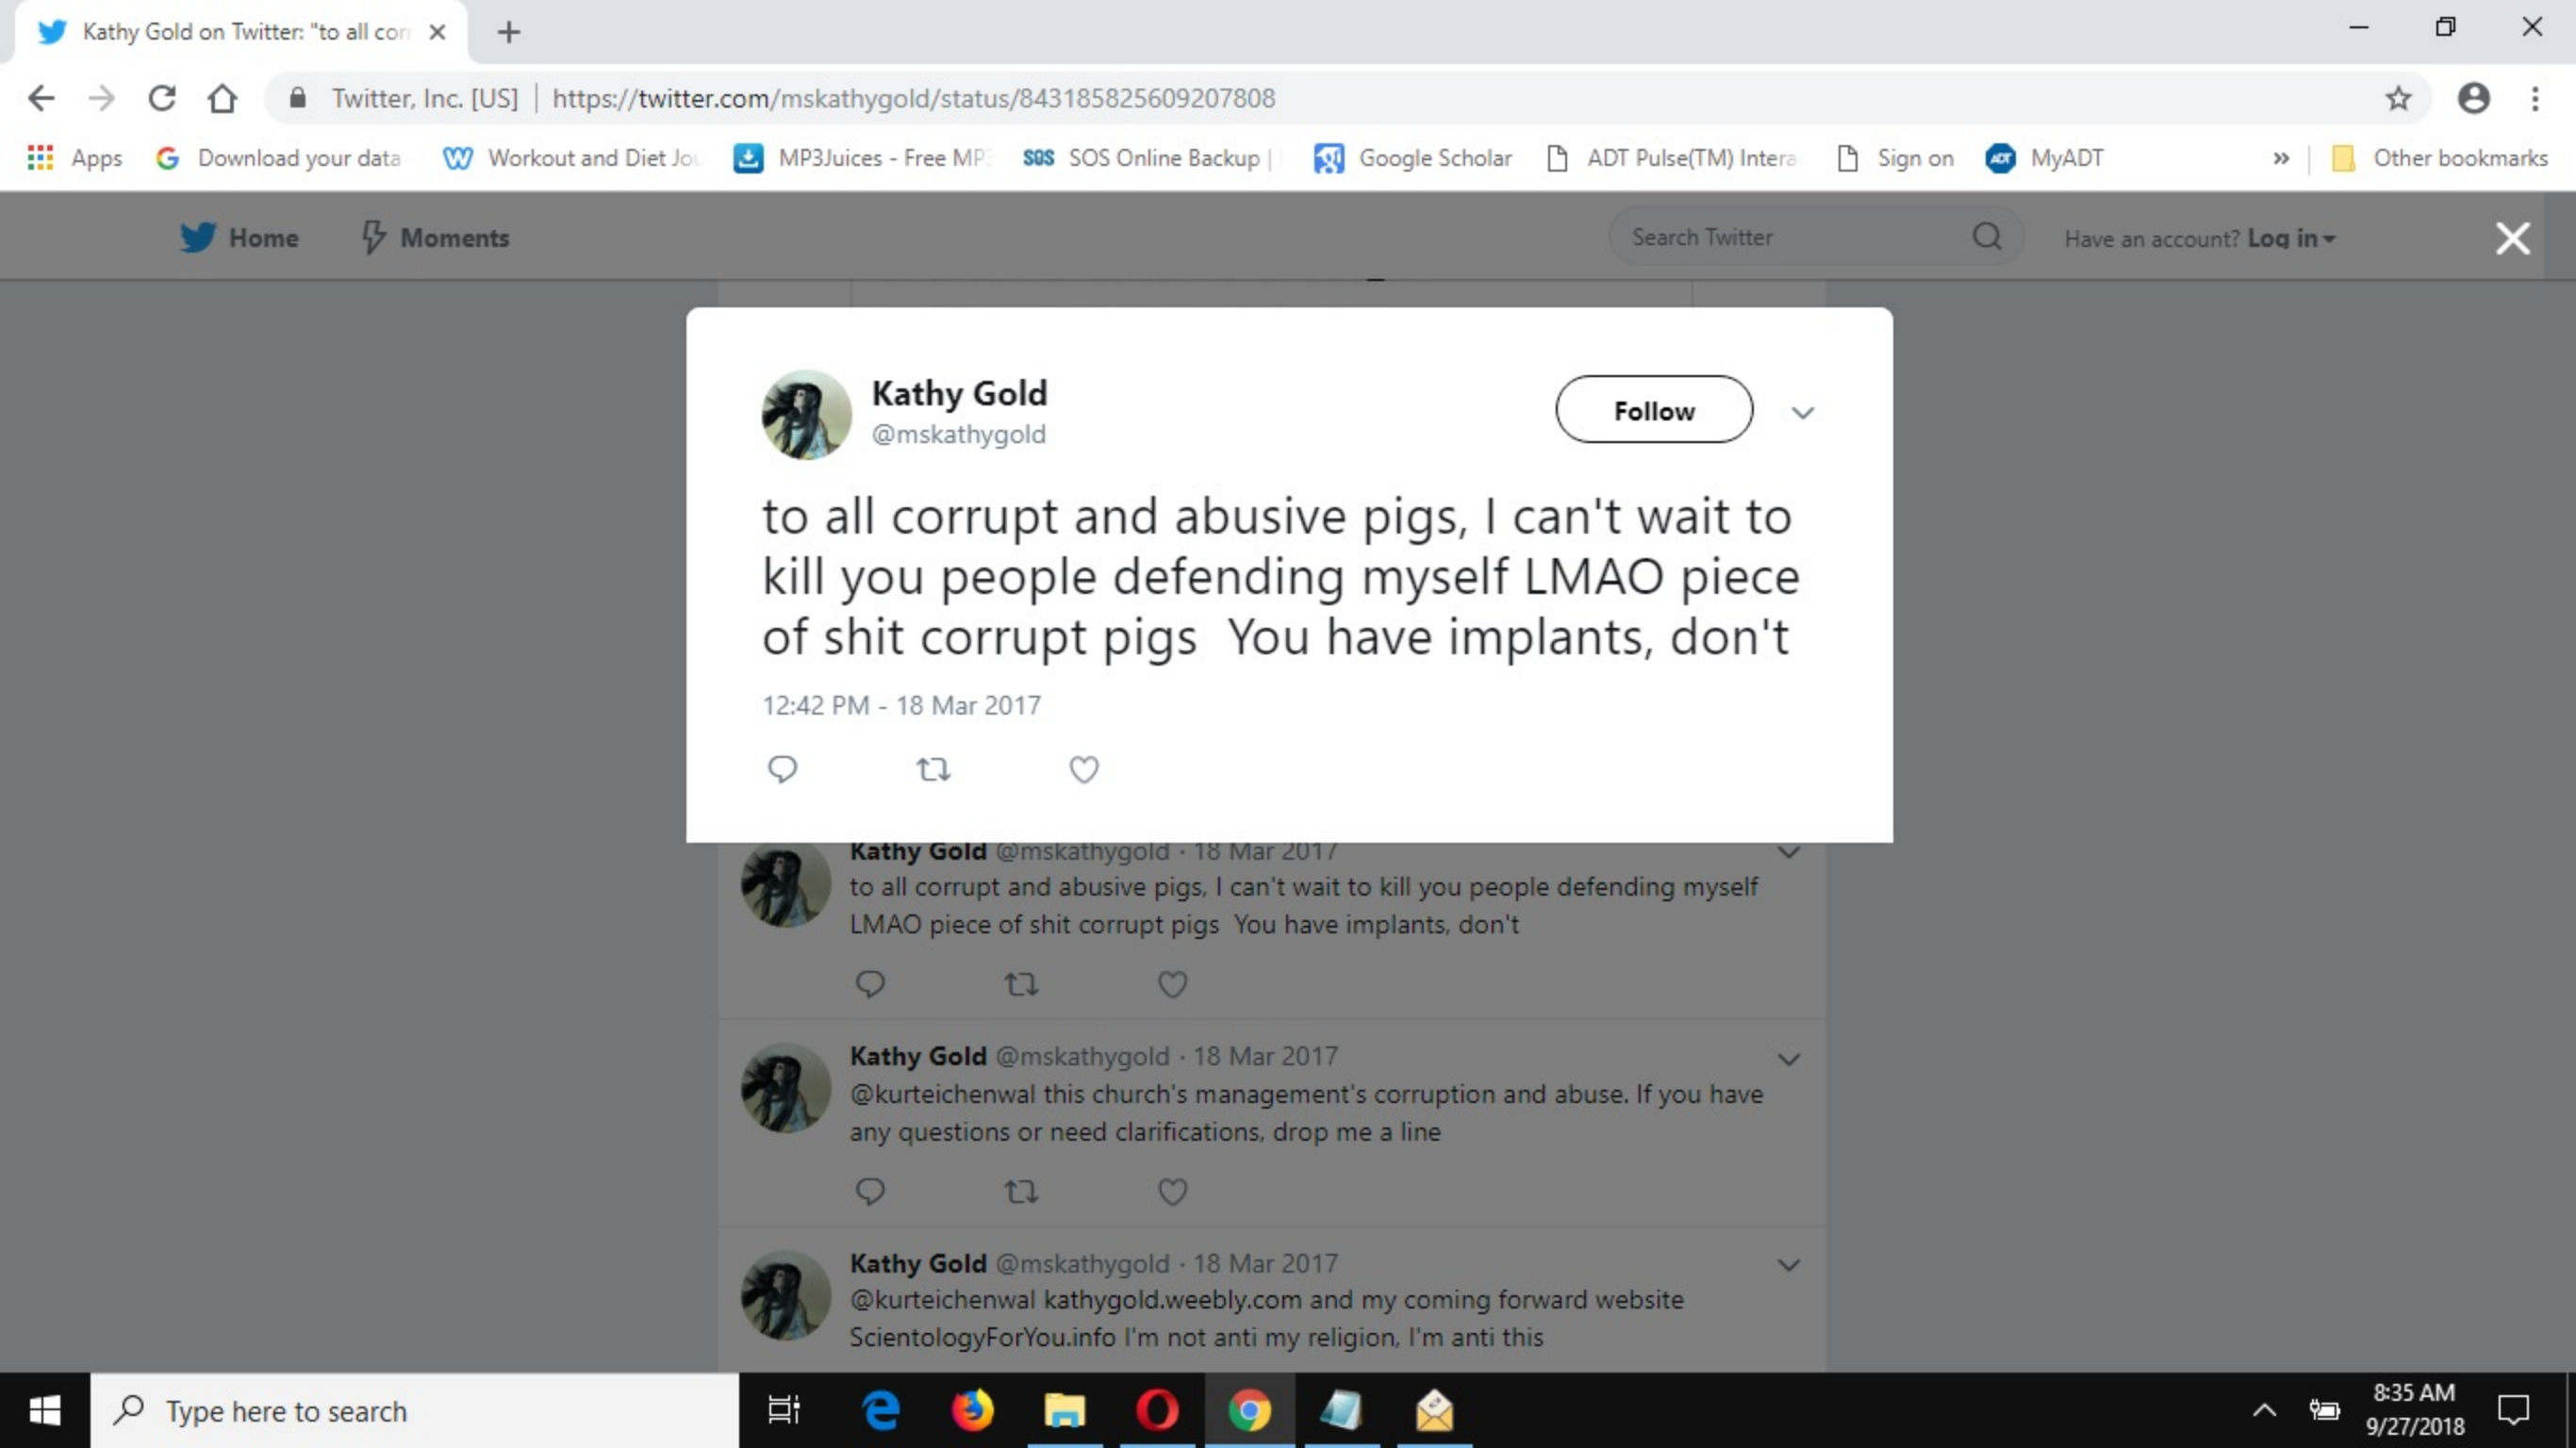 Kathy Gold on Twitter: "to all con
Twitter, Inc. [US] | https://twitter.com/mskathygold/status/843185825609207808
Apps Download your data Workout and Diet Jou MP3Juices - Free MP3 SOS SOS Online Backup | Google Scholar ADT Pulse(TM) Intera Sign on ADT MyADT » Other bookmarks
Home Moments Search Twitter Have an account? Log in
Kathy Gold
@mskathygold
Follow
to all corrupt and abusive pigs, I can't wait to
kill you people defending myself LMAO piece
of shit corrupt pigs  You have implants, don't
12:42 PM - 18 Mar 2017
Kathy Gold @mskathygold · 18 Mar 2017
to all corrupt and abusive pigs, I can't wait to kill you people defending myself
LMAO piece of shit corrupt pigs  You have implants, don't
Kathy Gold @mskathygold · 18 Mar 2017
@kurteichenwal this church's management's corruption and abuse. If you have
any questions or need clarifications, drop me a line
Kathy Gold @mskathygold · 18 Mar 2017
@kurteichenwal kathygold.weebly.com and my coming forward website
ScientologyForYou.info I'm not anti my religion, I'm anti this
Type here to search
8:35 AM
9/27/2018